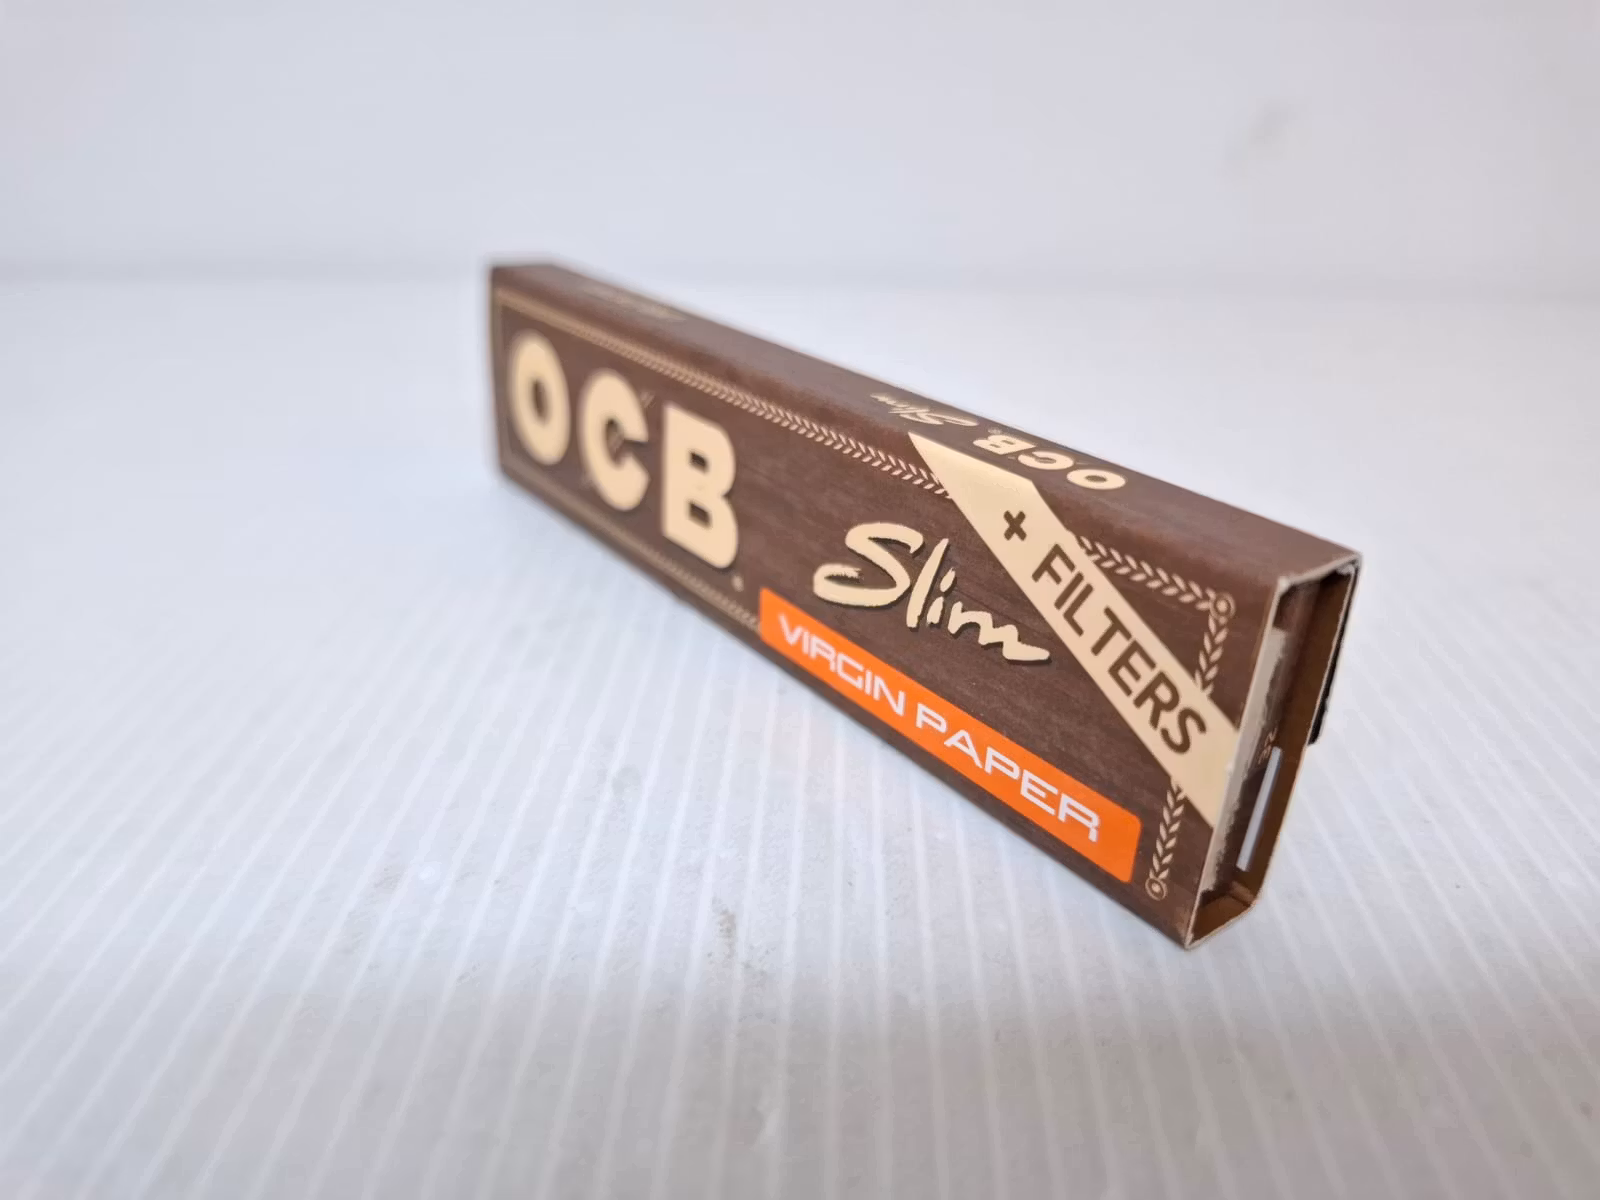 OCB
Slim
+ FILTERS
VIRGIN PAPER
OCB Slim